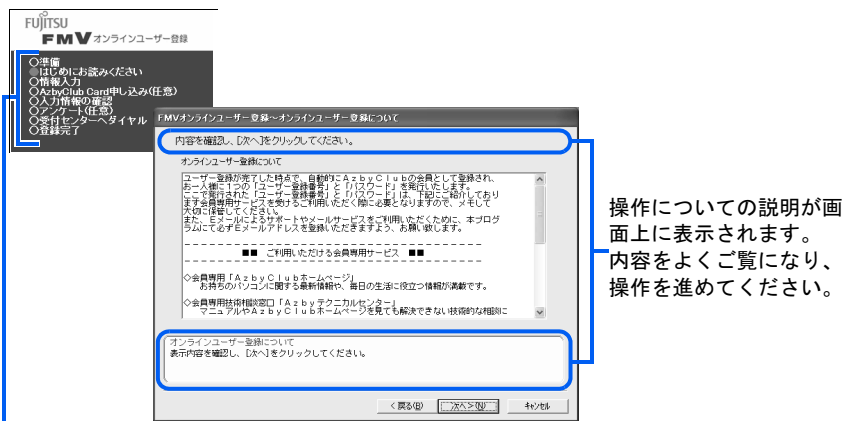 FUJITSU
FMV オンラインユーザー登録
○準備
●はじめにお読みください
○情報入力
○AzbyClub Card申し込み(任意)
○入力情報の確認
○アンケート(任意)
○受付センターへダイヤル
○登録完了
FMVオンラインユーザー登録～オンラインユーザー登録について
内容を確認し、[次へ]をクリックしてください。
オンラインユーザー登録について
ユーザー登録が完了した時点で、自動的にＡｚｂｙＣｌｕｂの会員として登録され、
お一人様に１つの「ユーザー登録番号」と「パスワード」を発行いたします。
ここで発行された「ユーザー登録番号」と「パスワード」は、下記にご紹介しており
ます会員専用サービスを受けるご利用いただく際に必要となりますので、メモして
大切に保管してください。
また、Ｅメールによるサポートやメールサービスをご利用いただくために、本プログ
ラムにて必ずＥメールアドレスを登録いただきますよう、お願い致します。
■■ ご利用いただける会員専用サービス ■■
◇会員専用「ＡｚｂｙＣｌｕｂホームページ」
お持ちのパソコンに関する最新情報や、毎日の生活に役立つ情報が満載です。
◇会員専用技術相談窓口「Ａｚｂｙテクニカルセンター」
マニュアルやＡｚｂｙＣｌｕｂホームページを見ても解決できない技術的な相談に
オンラインユーザー登録について
表示内容を確認し、[次へ]をクリックしてください。
< 戻る(B)
次へ > (N)
キャンセル
操作についての説明が画
面上に表示されます。
内容をよくご覧になり、
操作を進めてください。